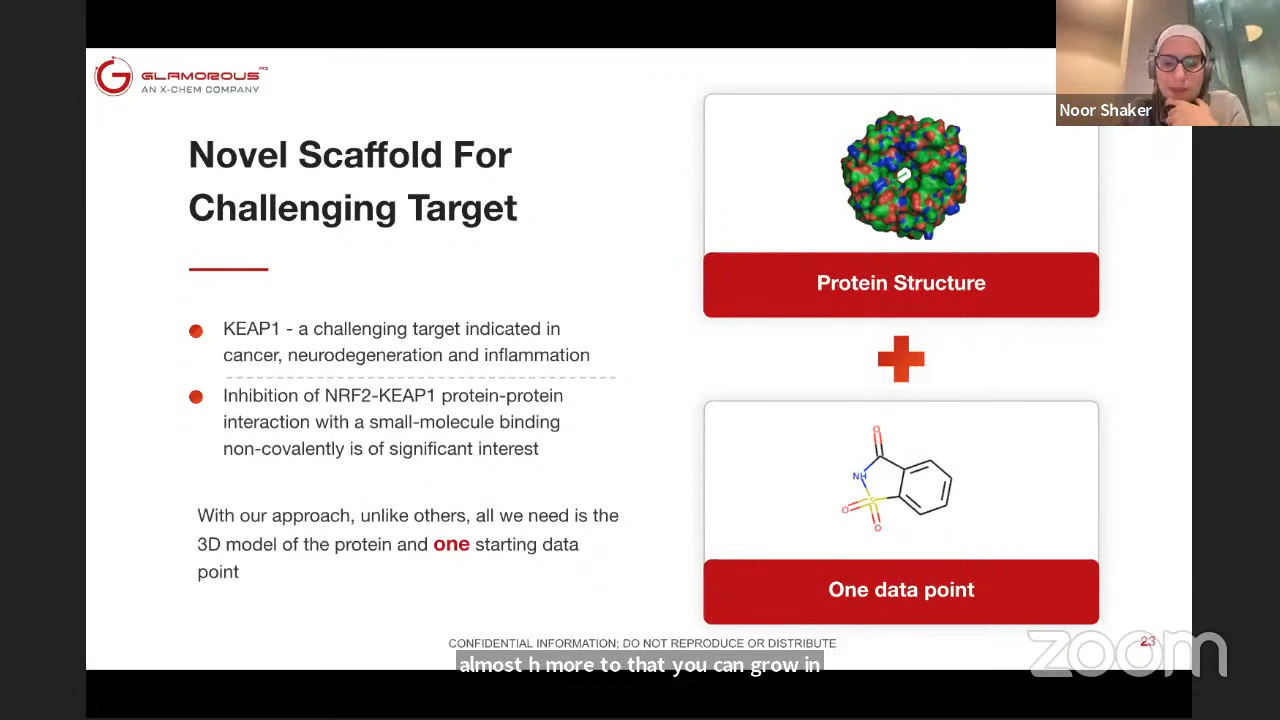 GLAMOROUS
AN X-CHEM COMPANY
Noor Shaker
Novel Scaffold For
Challenging Target
KEAP1 - a challenging target indicated in
cancer, neurodegeneration and inflammation
Inhibition of NRF2-KEAP1 protein-protein
interaction with a small-molecule binding
non-covalently is of significant interest
With our approach, unlike others, all we need is the
3D model of the protein and one starting data
point
Protein Structure
O
NH
S
O
O
One data point
CONFIDENTIAL INFORMATION; DO NOT REPRODUCE OR DISTRIBUTE
23
zoom
almost h more to that you can grow in